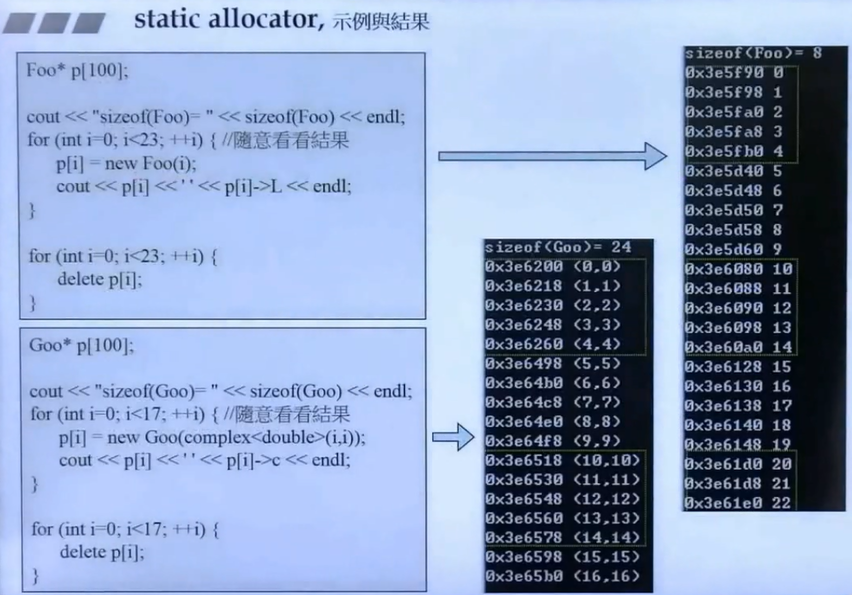 static allocator, 示例與結果
Foo* p[100];
cout << "sizeof(Foo)= " << sizeof(Foo) << endl;
for (int i=0; i<23; ++i) { //隨意看看結果
p[i] = new Foo(i);
cout << p[i] << ' ' << p[i]->L << endl;
}
for (int i=0; i<23; ++i) {
delete p[i];
}
Goo* p[100];
cout << "sizeof(Goo)= " << sizeof(Goo) << endl;
for (int i=0; i<17; ++i) { //隨意看看結果
p[i] = new Goo(complex<double>(i,i));
cout << p[i] << ' ' << p[i]->c << endl;
}
for (int i=0; i<17; ++i) {
delete p[i];
}
sizeof(Goo)= 24
0x3e6200 (0,0)
0x3e6218 (1,1)
0x3e6230 (2,2)
0x3e6248 (3,3)
0x3e6260 (4,4)
0x3e6498 (5,5)
0x3e64b0 (6,6)
0x3e64c8 (7,7)
0x3e64e0 (8,8)
0x3e64f8 (9,9)
0x3e6518 (10,10)
0x3e6530 (11,11)
0x3e6548 (12,12)
0x3e6560 (13,13)
0x3e6578 (14,14)
0x3e6598 (15,15)
0x3e65b0 (16,16)
sizeof(Foo)= 8
0x3e5f90 0
0x3e5f98 1
0x3e5fa0 2
0x3e5fa8 3
0x3e5fb0 4
0x3e5d40 5
0x3e5d48 6
0x3e5d50 7
0x3e5d58 8
0x3e5d60 9
0x3e6080 10
0x3e6088 11
0x3e6090 12
0x3e6098 13
0x3e60a0 14
0x3e6128 15
0x3e6130 16
0x3e6138 17
0x3e6140 18
0x3e6148 19
0x3e61d0 20
0x3e61d8 21
0x3e61e0 22